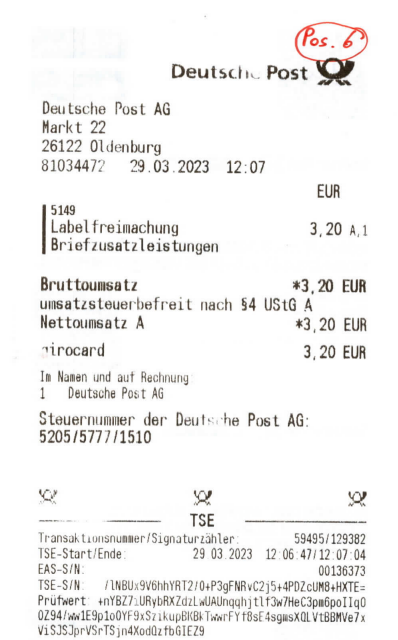 Pos. 6
Deutsche Post
Deutsche Post AG
Markt 22
26122 Oldenburg
81034472 29.03.2023 12:07
EUR
5149
Labelfreimachung 3,20 A,1
Briefzusatzleistungen
Bruttoumsatz *3,20 EUR
umsatzsteuerbefreit nach §4 UStG A
Nettoumsatz A *3,20 EUR
girocard 3,20 EUR
Im Namen und auf Rechnung
1 Deutsche Post AG
Steuernummer der Deutsche Post AG:
5205/5777/1510
TSE
Transaktionsnummer/Signaturzähler: 59495/129382
TSE-Start/Ende: 29.03.2023 12:06:47/12:07:04
EAS-S/N: 00136373
TSE-S/N: /lNBUx9V6hhYRT2/0+P3gFNRvC2j5+4PDZcUM8+HXTE=
Prüfwert: +nYBZ7iURybRXZdzLwUAUnqqhjtlf3w7HeC3pm6poIIq0
0Z94/ww1E9p1oOYF9xSzikupBKBkTwwrFYf8sE4sgmsXQLVtBBMVe7x
ViSJSJprVSrTSjn4XodQzfbGIEZ9